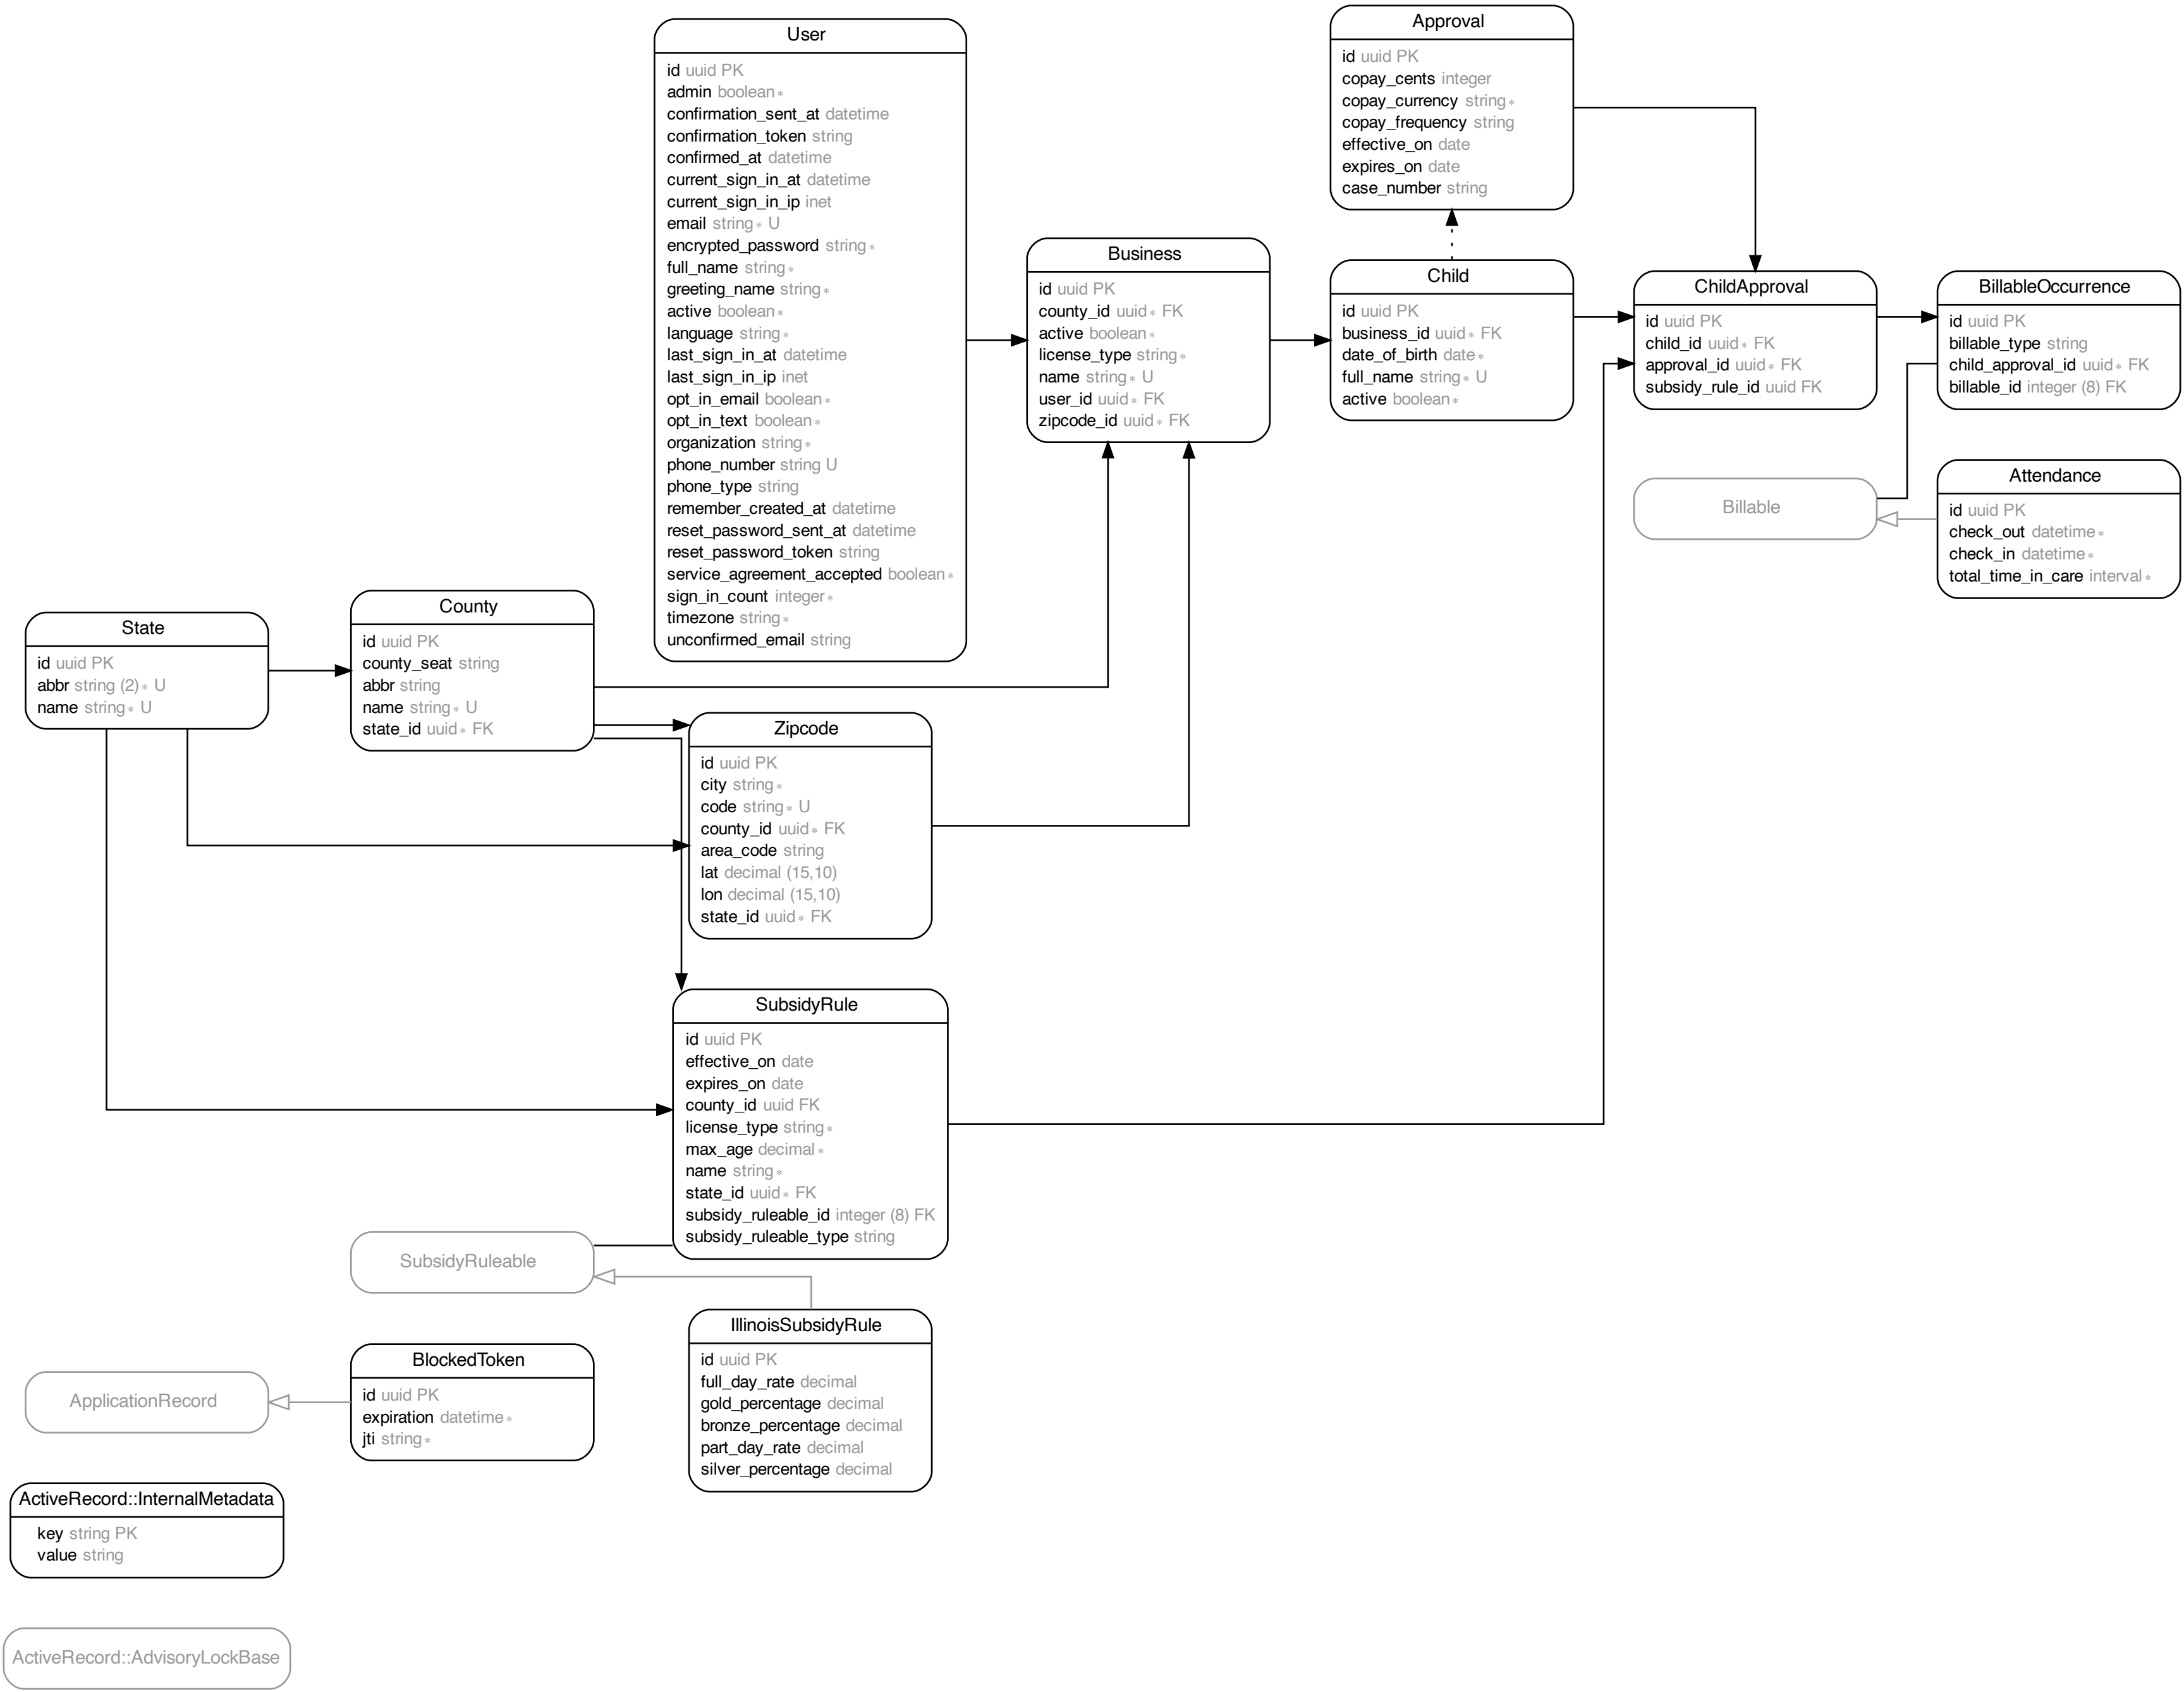 User
id uuid PK
admin boolean *
confirmation_sent_at datetime
confirmation_token string
confirmed_at datetime
current_sign_in_at datetime
current_sign_in_ip inet
email string * U
encrypted_password string *
full_name string *
greeting_name string *
active boolean *
language string *
last_sign_in_at datetime
last_sign_in_ip inet
opt_in_email boolean *
opt_in_text boolean *
organization string *
phone_number string U
phone_type string
remember_created_at datetime
reset_password_sent_at datetime
reset_password_token string
service_agreement_accepted boolean *
sign_in_count integer *
timezone string *
unconfirmed_email string
Approval
id uuid PK
copay_cents integer
copay_currency string *
copay_frequency string
effective_on date
expires_on date
case_number string
Business
id uuid PK
county_id uuid * FK
active boolean *
license_type string *
name string * U
user_id uuid * FK
zipcode_id uuid * FK
Child
id uuid PK
business_id uuid * FK
date_of_birth date *
full_name string * U
active boolean *
ChildApproval
id uuid PK
child_id uuid * FK
approval_id uuid * FK
subsidy_rule_id uuid FK
BillableOccurrence
id uuid PK
billable_type string
child_approval_id uuid * FK
billable_id integer (8) FK
Billable
Attendance
id uuid PK
check_out datetime *
check_in datetime *
total_time_in_care interval *
State
id uuid PK
abbr string (2) * U
name string * U
County
id uuid PK
county_seat string
abbr string
name string * U
state_id uuid * FK
Zipcode
id uuid PK
city string *
code string * U
county_id uuid * FK
area_code string
lat decimal (15,10)
lon decimal (15,10)
state_id uuid * FK
SubsidyRule
id uuid PK
effective_on date
expires_on date
county_id uuid FK
license_type string *
max_age decimal *
name string *
state_id uuid * FK
subsidy_ruleable_id integer (8) FK
subsidy_ruleable_type string
SubsidyRuleable
IllinoisSubsidyRule
id uuid PK
full_day_rate decimal
gold_percentage decimal
bronze_percentage decimal
part_day_rate decimal
silver_percentage decimal
ApplicationRecord
BlockedToken
id uuid PK
expiration datetime *
jti string *
ActiveRecord::InternalMetadata
key string PK
value string
ActiveRecord::AdvisoryLockBase